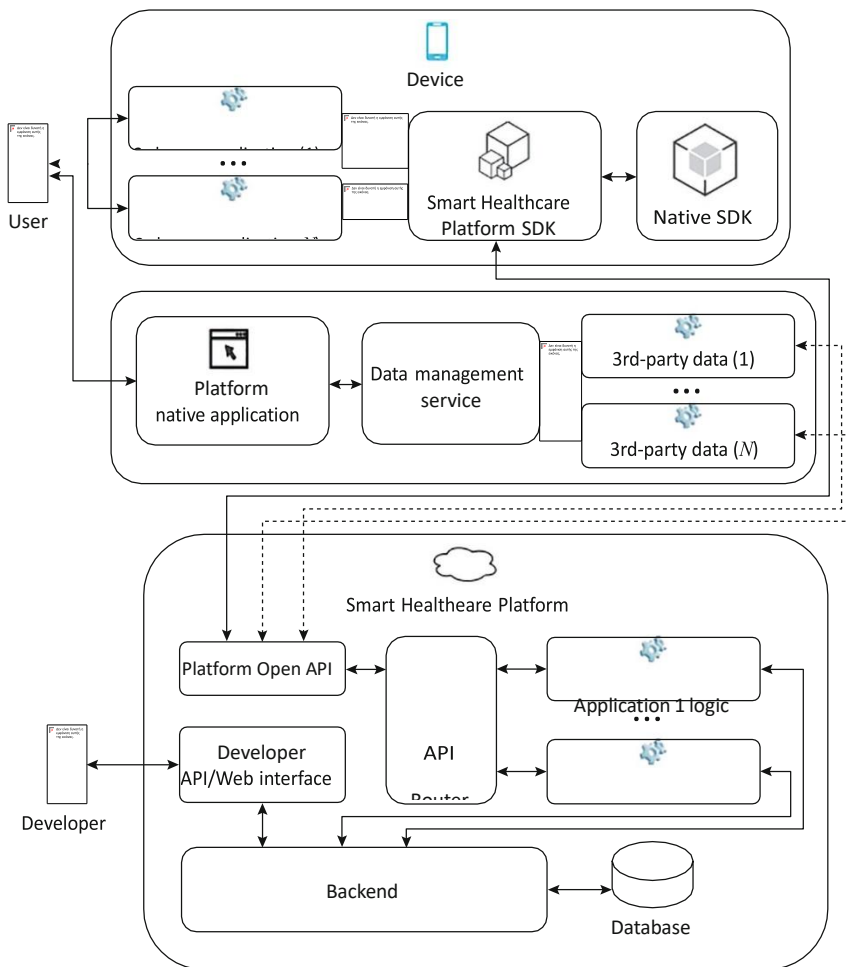 Device
Smart Healthcare
Platform SDK
Native SDK
User
Platform
native application
Data management
service
3rd-party data (1)
•••
3rd-party data (N)
Smart Healtheare Platform
Platform Open API
Application 1 logic
•••
Developer
API/Web interface
API
Router
Developer
Backend
Database